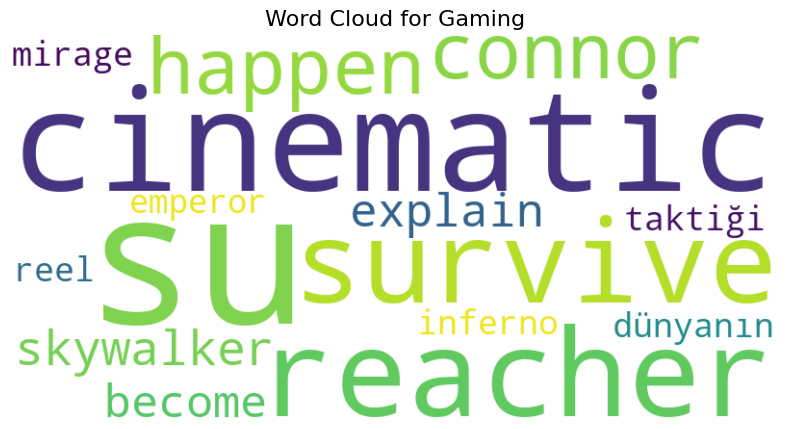 Word Cloud for Gaming
mirage happen connor
cinematic
emperor explain taktiği
reel su survive
inferno dünyanın
skywalker reacher
become